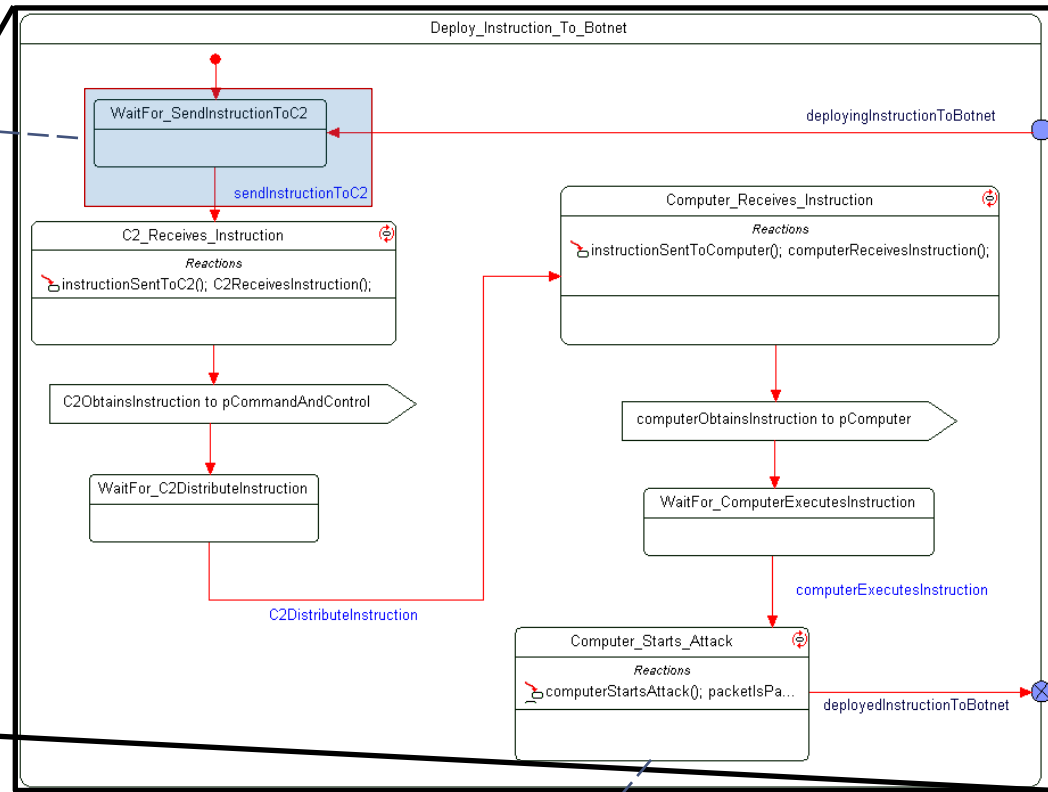 Deploy_Instruction_To_Botnet
WaitFor_SendInstructionToC2
deployingInstructionToBotnet
sendInstructionToC2
C2_Receives_Instruction
Reactions
instructionSentToC2(); C2ReceivesInstruction();
C2ObtainsInstruction to pCommandAndControl
WaitFor_C2DistributeInstruction
C2DistributeInstruction
Computer_Receives_Instruction
Reactions
instructionSentToComputer(); computerReceivesInstruction();
computerObtainsInstruction to pComputer
WaitFor_ComputerExecutesInstruction
computerExecutesInstruction
Computer_Starts_Attack
Reactions
computerStartsAttack(); packetIsPa...
deployedInstructionToBotnet